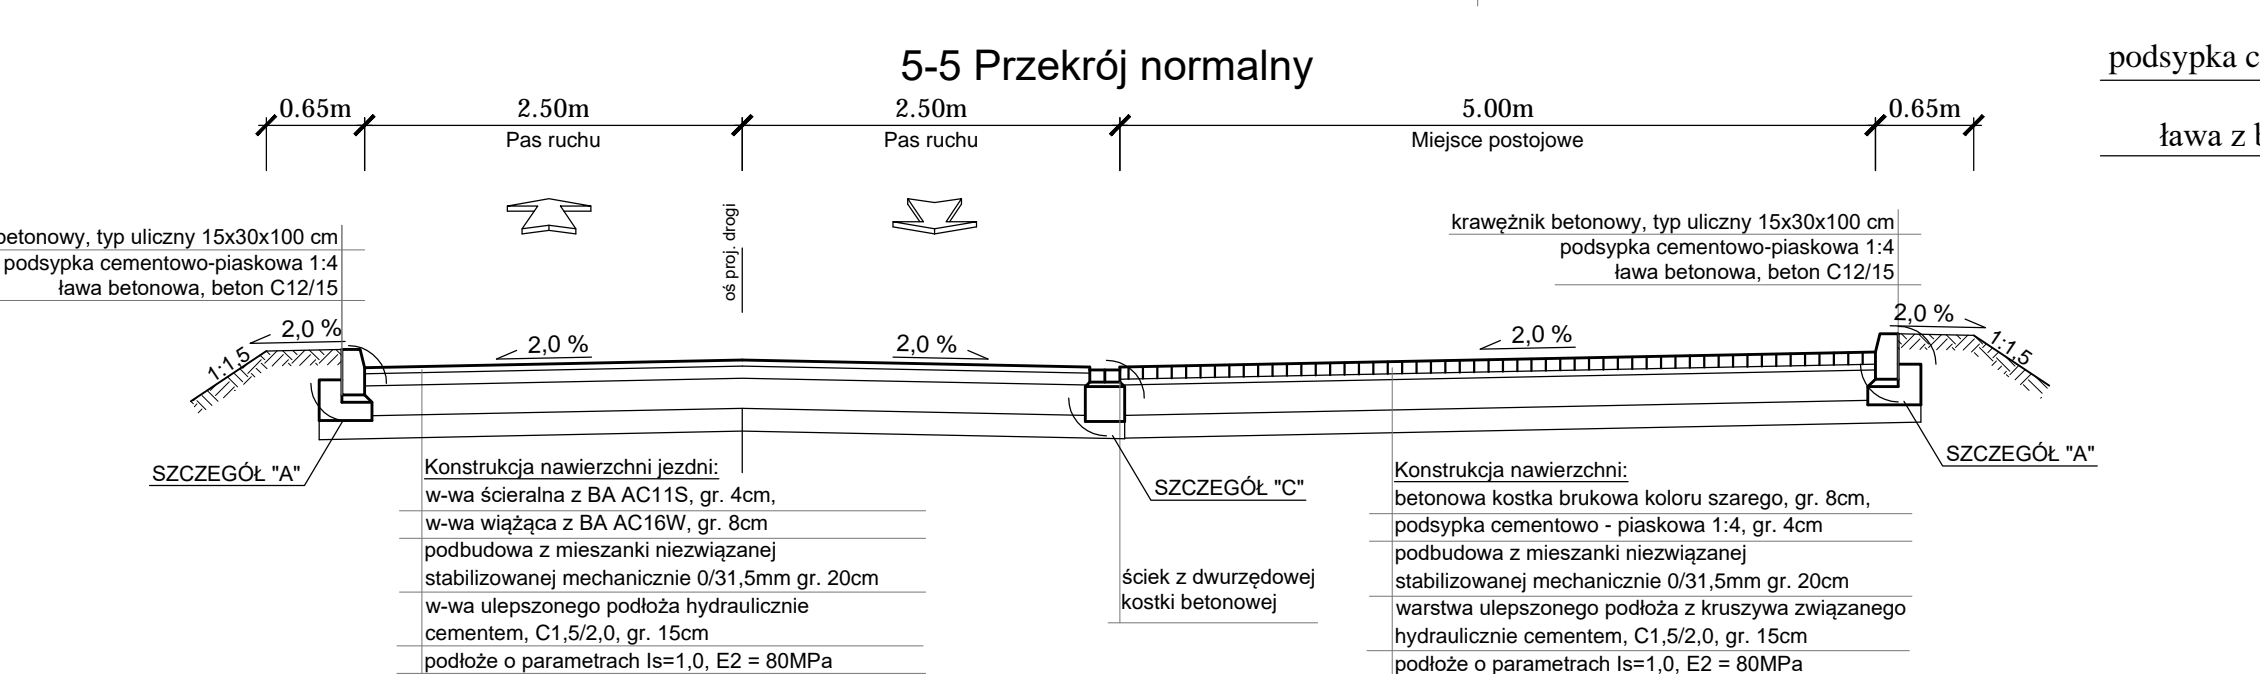 5-5 Przekrój normalny
podsypka c
ława z b
0.65m 2.50m 2.50m 5.00m 0.65m
Pas ruchu Pas ruchu Miejsce postojowe
oś proj. drogi
betonowy, typ uliczny 15x30x100 cm
podsypka cementowo-piaskowa 1:4
ława betonowa, beton C12/15
krawężnik betonowy, typ uliczny 15x30x100 cm
podsypka cementowo-piaskowa 1:4
ława betonowa, beton C12/15
1:1,5 2,0 % 2,0 % 2,0 % 2,0 % 2,0 % 1:1,5
SZCZEGÓŁ "A"
SZCZEGÓŁ "C"
SZCZEGÓŁ "A"
Konstrukcja nawierzchni jezdni:
w-wa ścieralna z BA AC11S, gr. 4cm,
w-wa wiążąca z BA AC16W, gr. 8cm
podbudowa z mieszanki niezwiązanej
stabilizowanej mechanicznie 0/31,5mm gr. 20cm
w-wa ulepszonego podłoża hydraulicznie
cementem, C1,5/2,0, gr. 15cm
podłoże o parametrach Is=1,0, E2 = 80MPa
ściek z dwurzędowej
kostki betonowej
Konstrukcja nawierzchni:
betonowa kostka brukowa koloru szarego, gr. 8cm,
podsypka cementowo - piaskowa 1:4, gr. 4cm
podbudowa z mieszanki niezwiązanej
stabilizowanej mechanicznie 0/31,5mm gr. 20cm
warstwa ulepszonego podłoża z kruszywa związanego
hydraulicznie cementem, C1,5/2,0, gr. 15cm
podłoże o parametrach Is=1,0, E2 = 80MPa